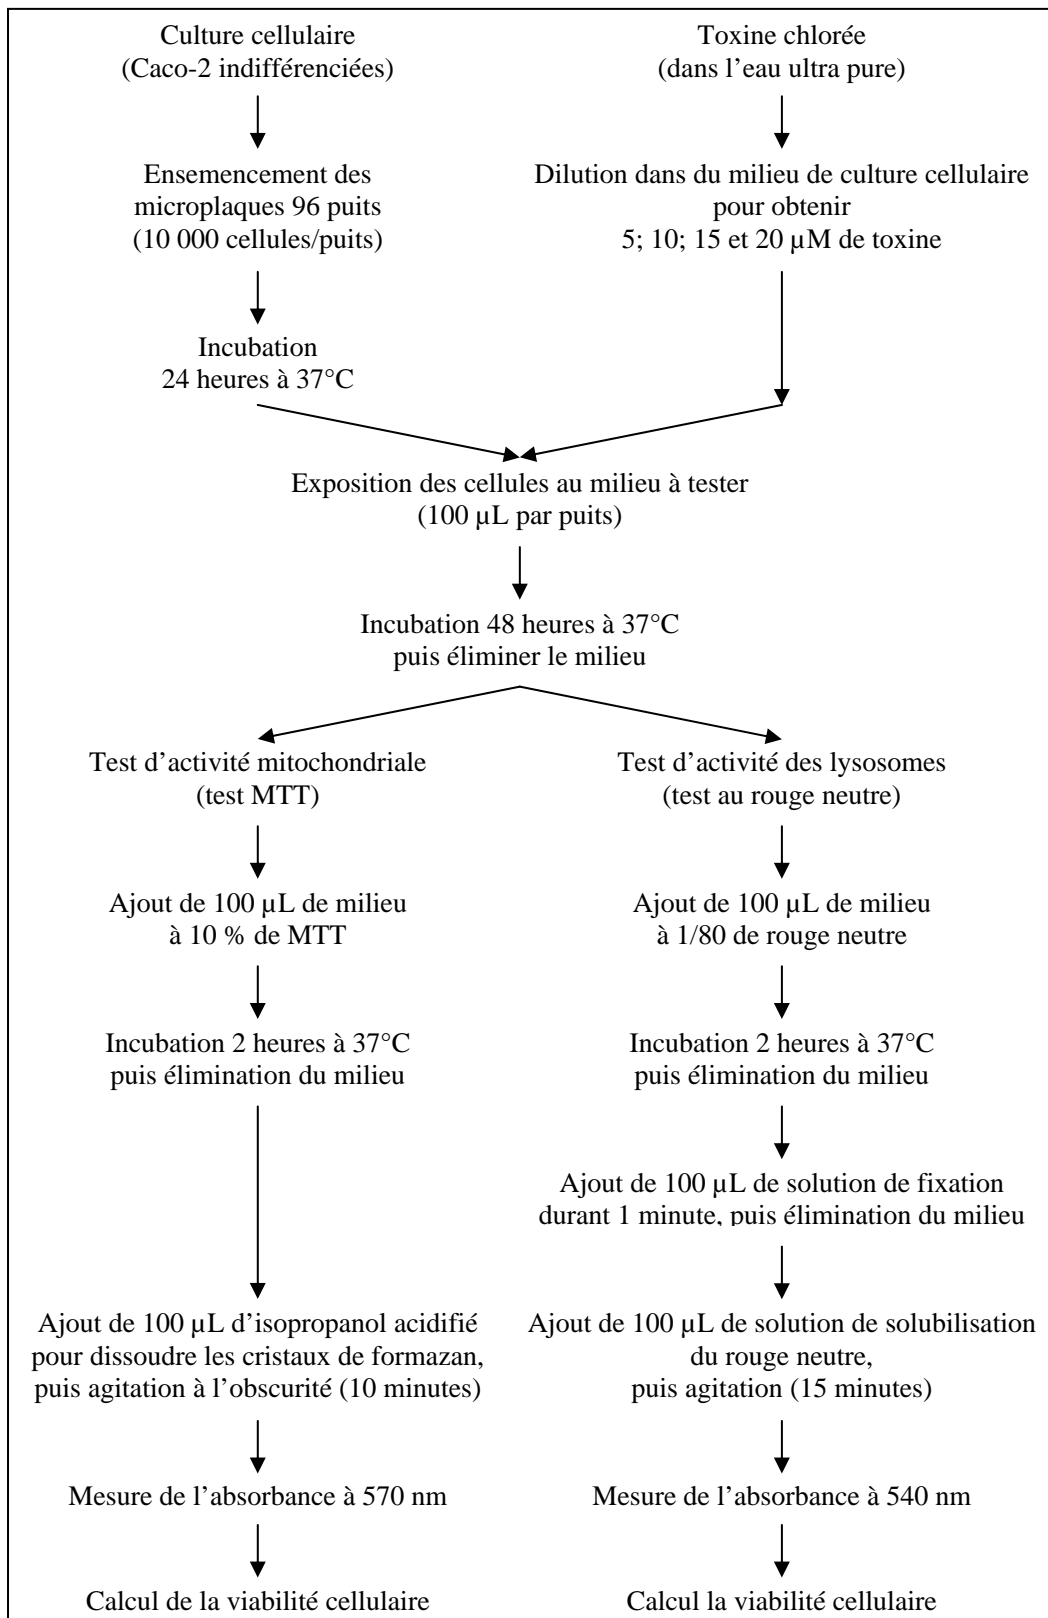 Culture cellulaire
(Caco-2 indifférenciées)
Toxine chlorée
(dans l'eau ultra pure)
Ensemencement des
microplaques 96 puits
(10 000 cellules/puits)
Dilution dans du milieu de culture cellulaire
pour obtenir
5; 10; 15 et 20 µM de toxine
Incubation
24 heures à 37°C
Exposition des cellules au milieu à tester
(100 µL par puits)
Incubation 48 heures à 37°C
puis éliminer le milieu
Test d'activité mitochondriale
(test MTT)
Test d'activité des lysosomes
(test au rouge neutre)
Ajout de 100 µL de milieu
à 10 % de MTT
Ajout de 100 µL de milieu
à 1/80 de rouge neutre
Incubation 2 heures à 37°C
puis élimination du milieu
Incubation 2 heures à 37°C
puis élimination du milieu
Ajout de 100 µL de solution de fixation
durant 1 minute, puis élimination du milieu
Ajout de 100 µL d'isopropanol acidifié
pour dissoudre les cristaux de formazan,
puis agitation à l'obscurité (10 minutes)
Ajout de 100 µL de solution de solubilisation
du rouge neutre,
puis agitation (15 minutes)
Mesure de l'absorbance à 570 nm
Mesure de l'absorbance à 540 nm
Calcul de la viabilité cellulaire
Calcul la viabilité cellulaire